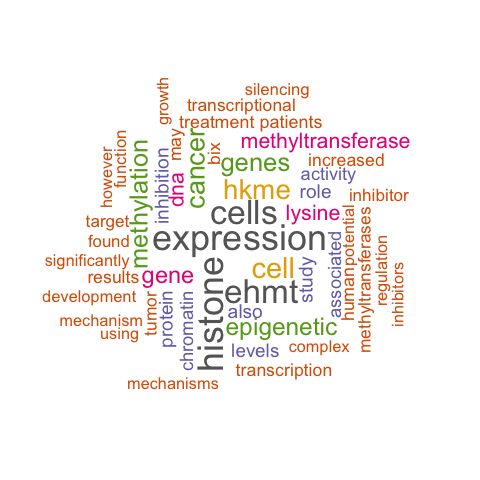 silencing
growth
transcriptional
treatment patients
may
methyltransferase
cancer
bix
genes
increased
however
function
methylation
inhibition
dna
hkme
activity
role
inhibitor
cells
lysine
target
expression
found
significantly
results
gene
cell
study
associated
human
potential
methyltransferases
regulation
inhibitors
development
histone
ehmt
also
epigenetic
mechanism
using
tumor
protein
chromatin
levels
complex
transcription
mechanisms